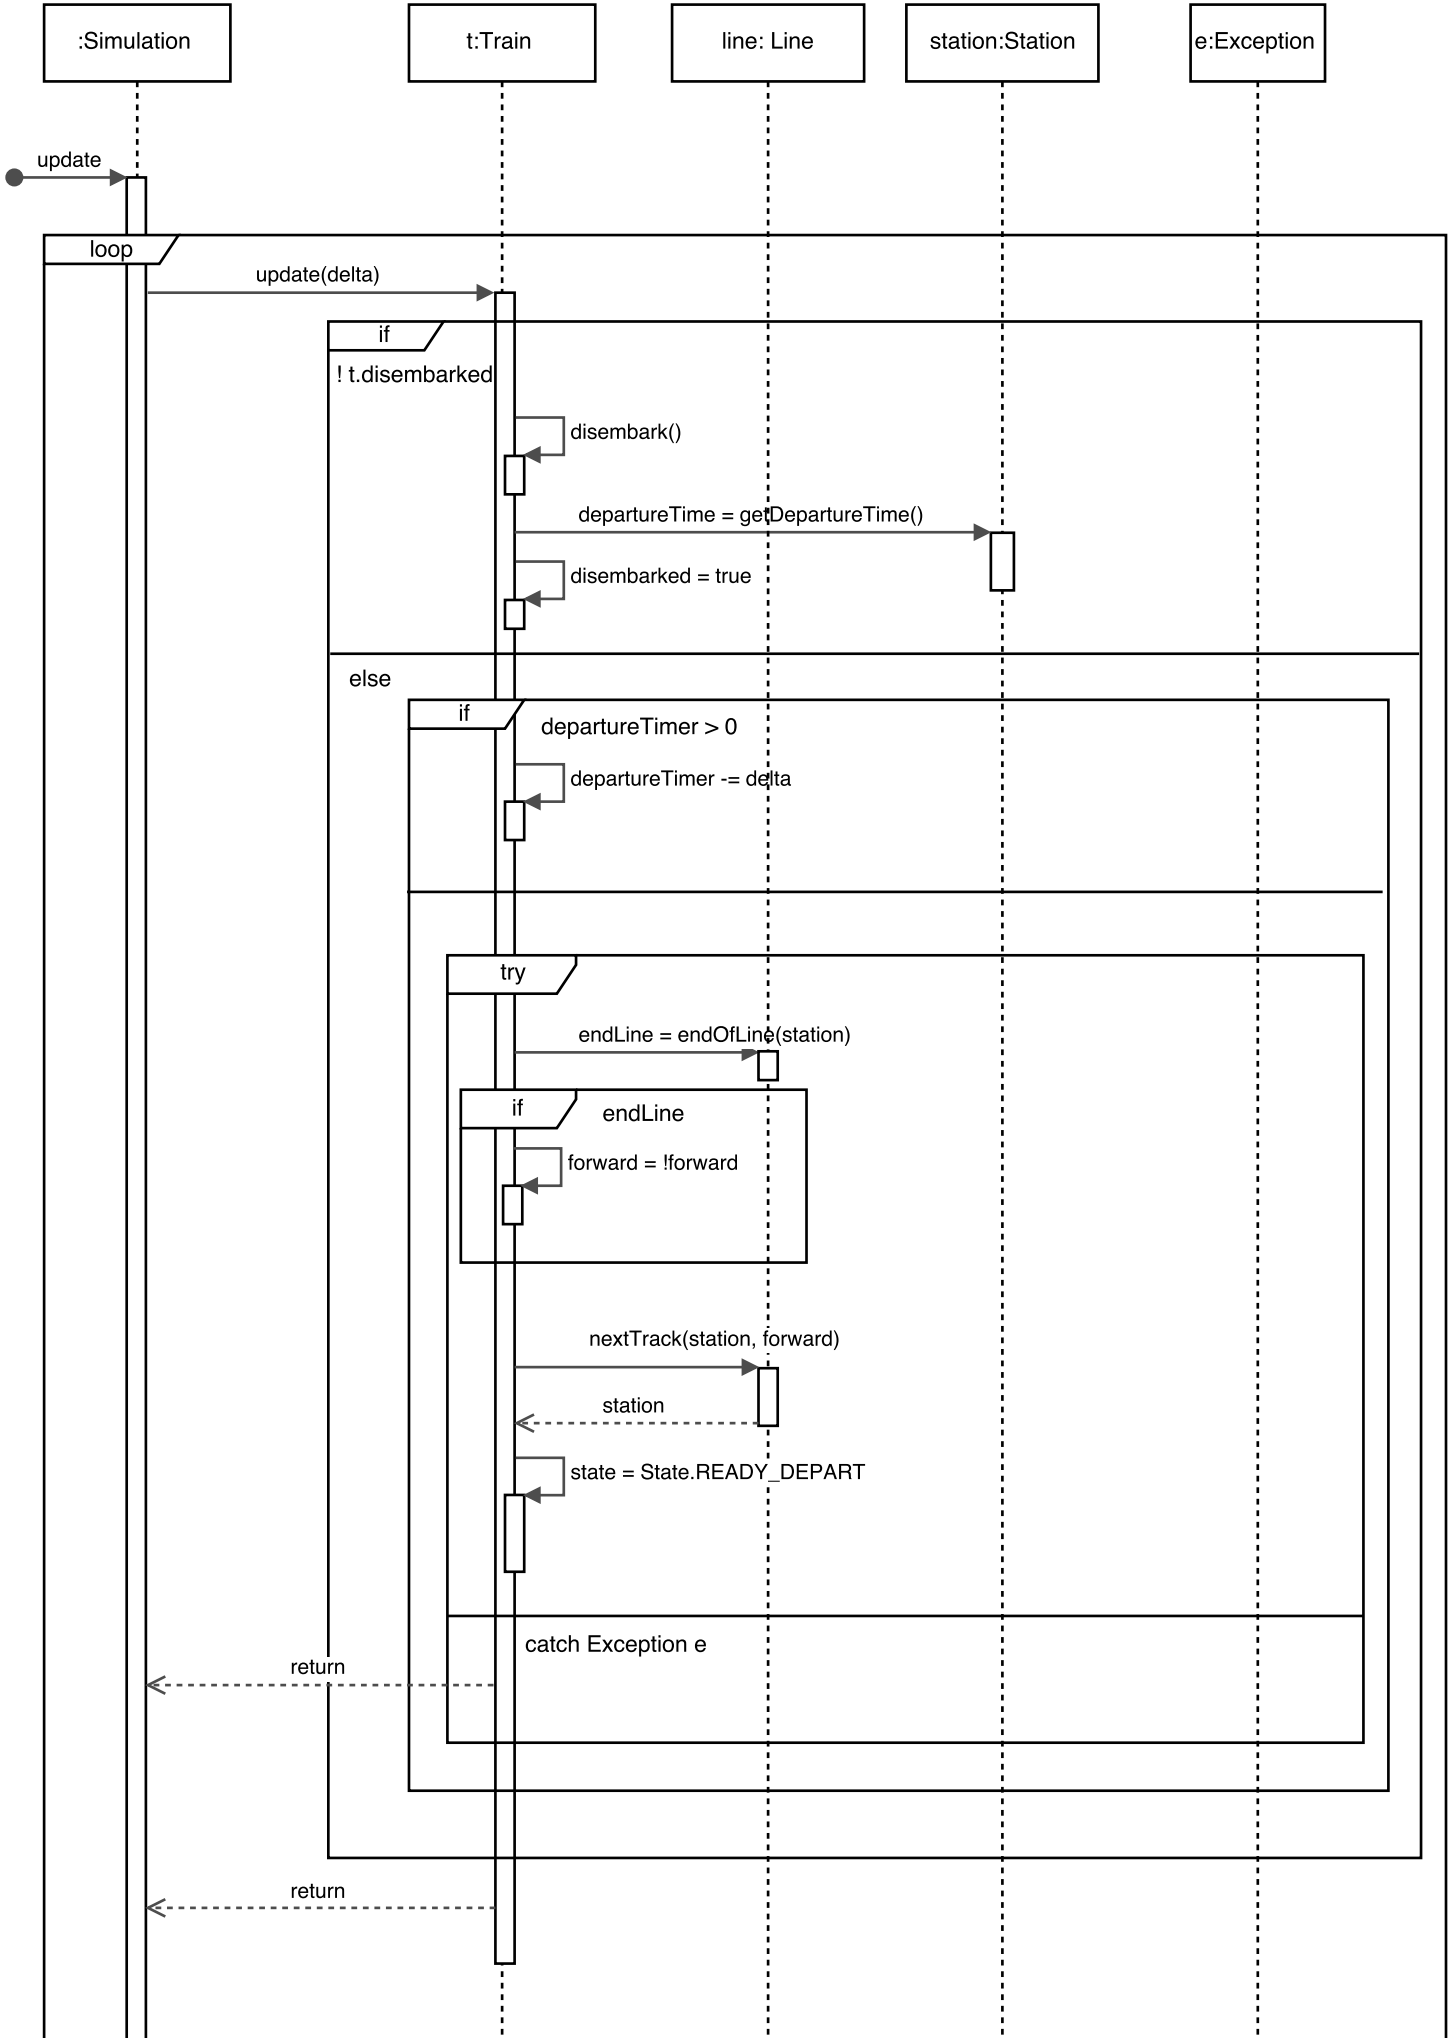 :Simulation
t:Train
line: Line
station:Station
e:Exception
update
loop
update(delta)
if
! t.disembarked
disembark()
departureTime = getDepartureTime()
disembarked = true
else
if
departureTimer > 0
departureTimer -= delta
try
endLine = endOfLine(station)
if
endLine
forward = !forward
nextTrack(station, forward)
station
state = State.READY_DEPART
catch Exception e
return
return